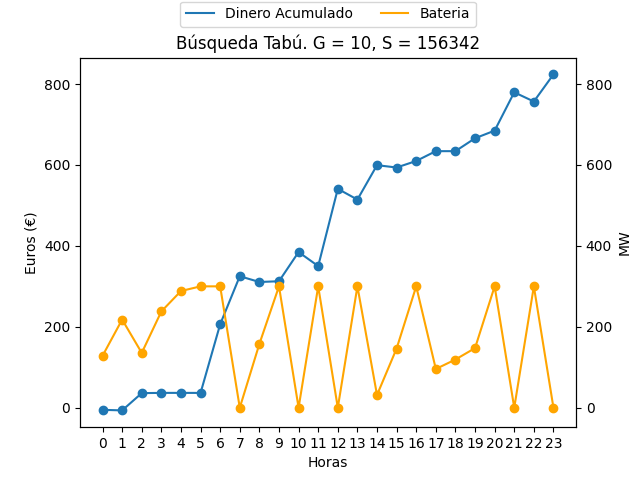 Dinero Acumulado Bateria
Búsqueda Tabú. G = 10, S = 156342
800 800
600 600
400 400
200 200
0 0
Euros (€)
MW
0 1 2 3 4 5 6 7 8 9 10 11 12 13 14 15 16 17 18 19 20 21 22 23
Horas